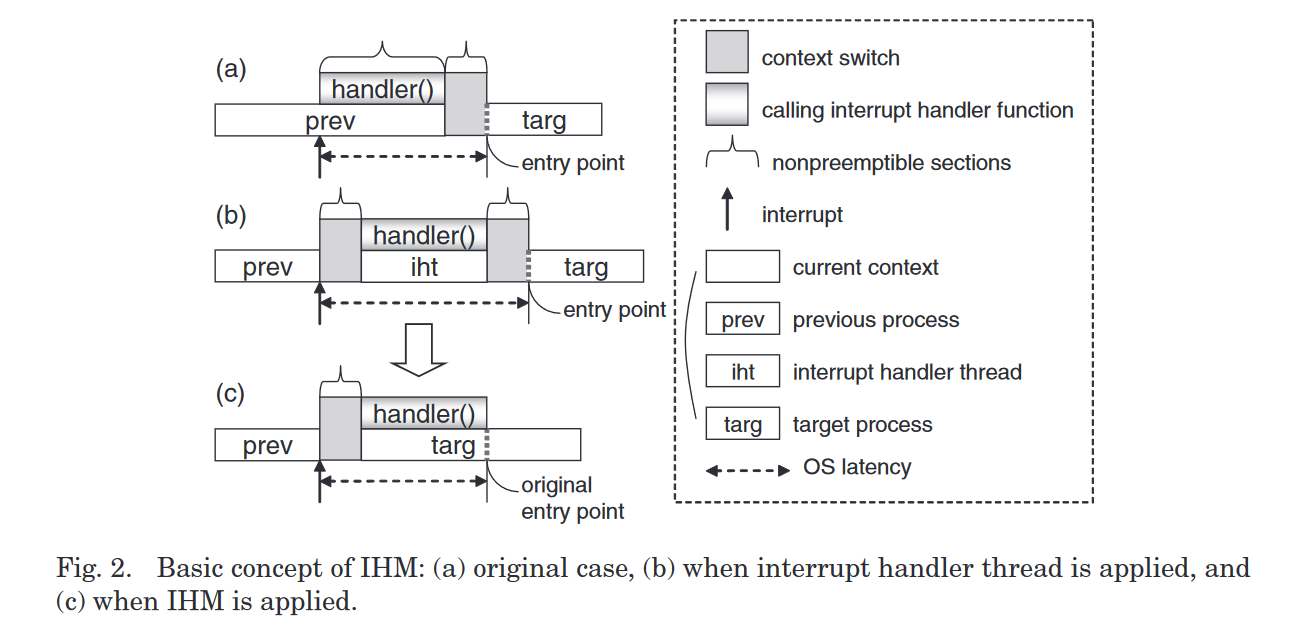 (a)
handler()
prev
targ
entry point
(b)
handler()
prev
iht
targ
entry point
(c)
handler()
prev
targ
original
entry point
context switch
calling interrupt handler function
nonpreemptible sections
interrupt
current context
prev previous process
iht interrupt handler thread
targ target process
OS latency
Fig. 2. Basic concept of IHM: (a) original case, (b) when interrupt handler thread is applied, and
(c) when IHM is applied.